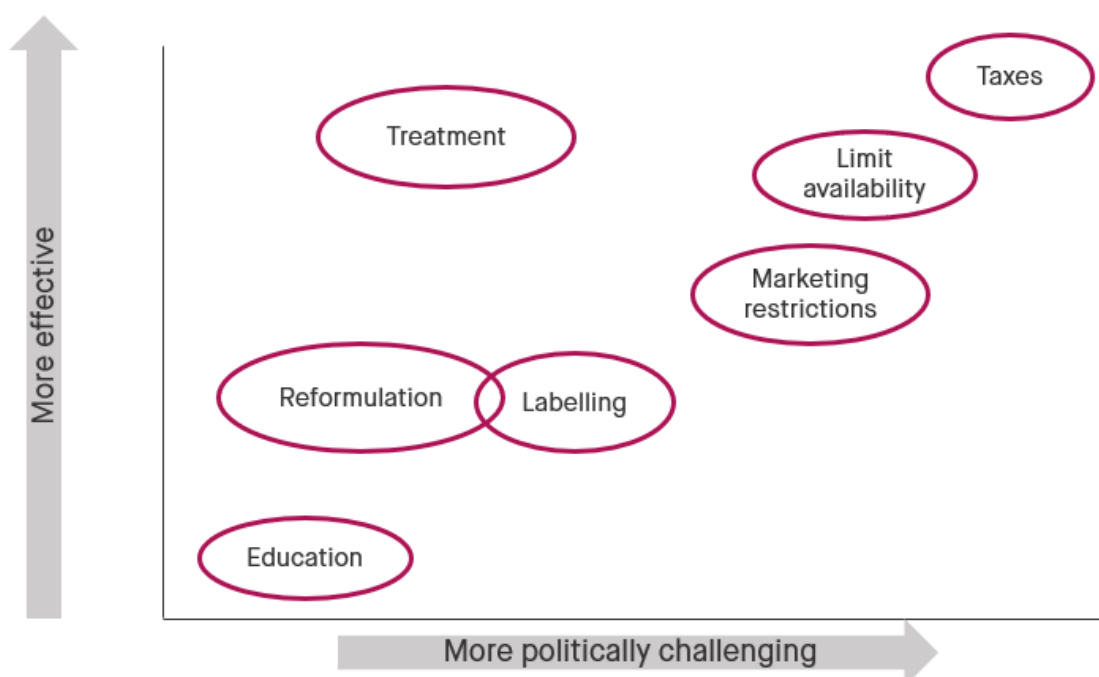 Taxes
Treatment
Limit
availability
Marketing
restrictions
Reformulation
Labelling
Education
More effective
More politically challenging